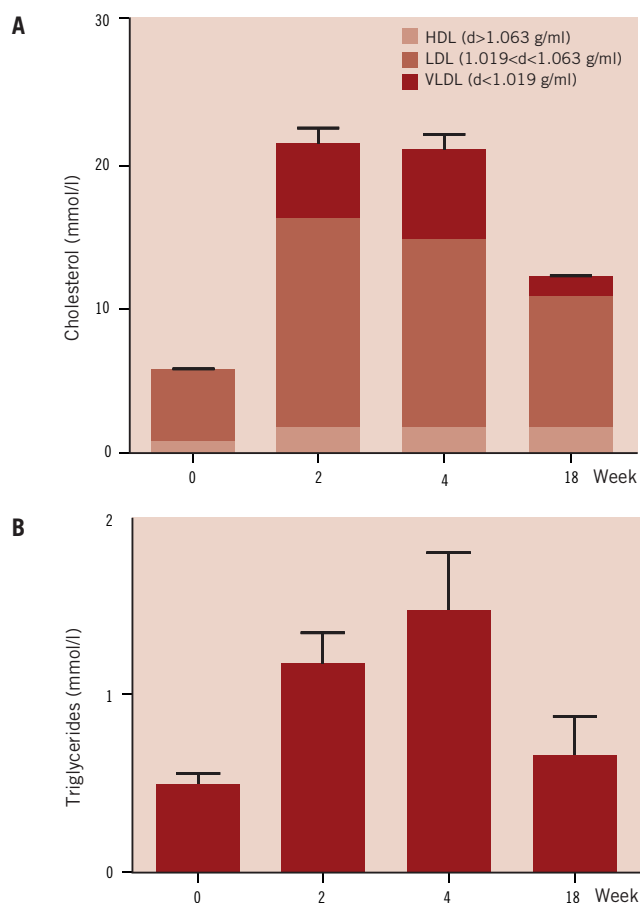 A
30
20
10
0
Cholesterol (mmol/l)
HDL (d>1.063 g/ml)
LDL (1.019<d<1.063 g/ml)
VLDL (d<1.019 g/ml)
0 2 4 18 Week
B
2
1
0
Triglycerides (mmol/l)
0 2 4 18 Week